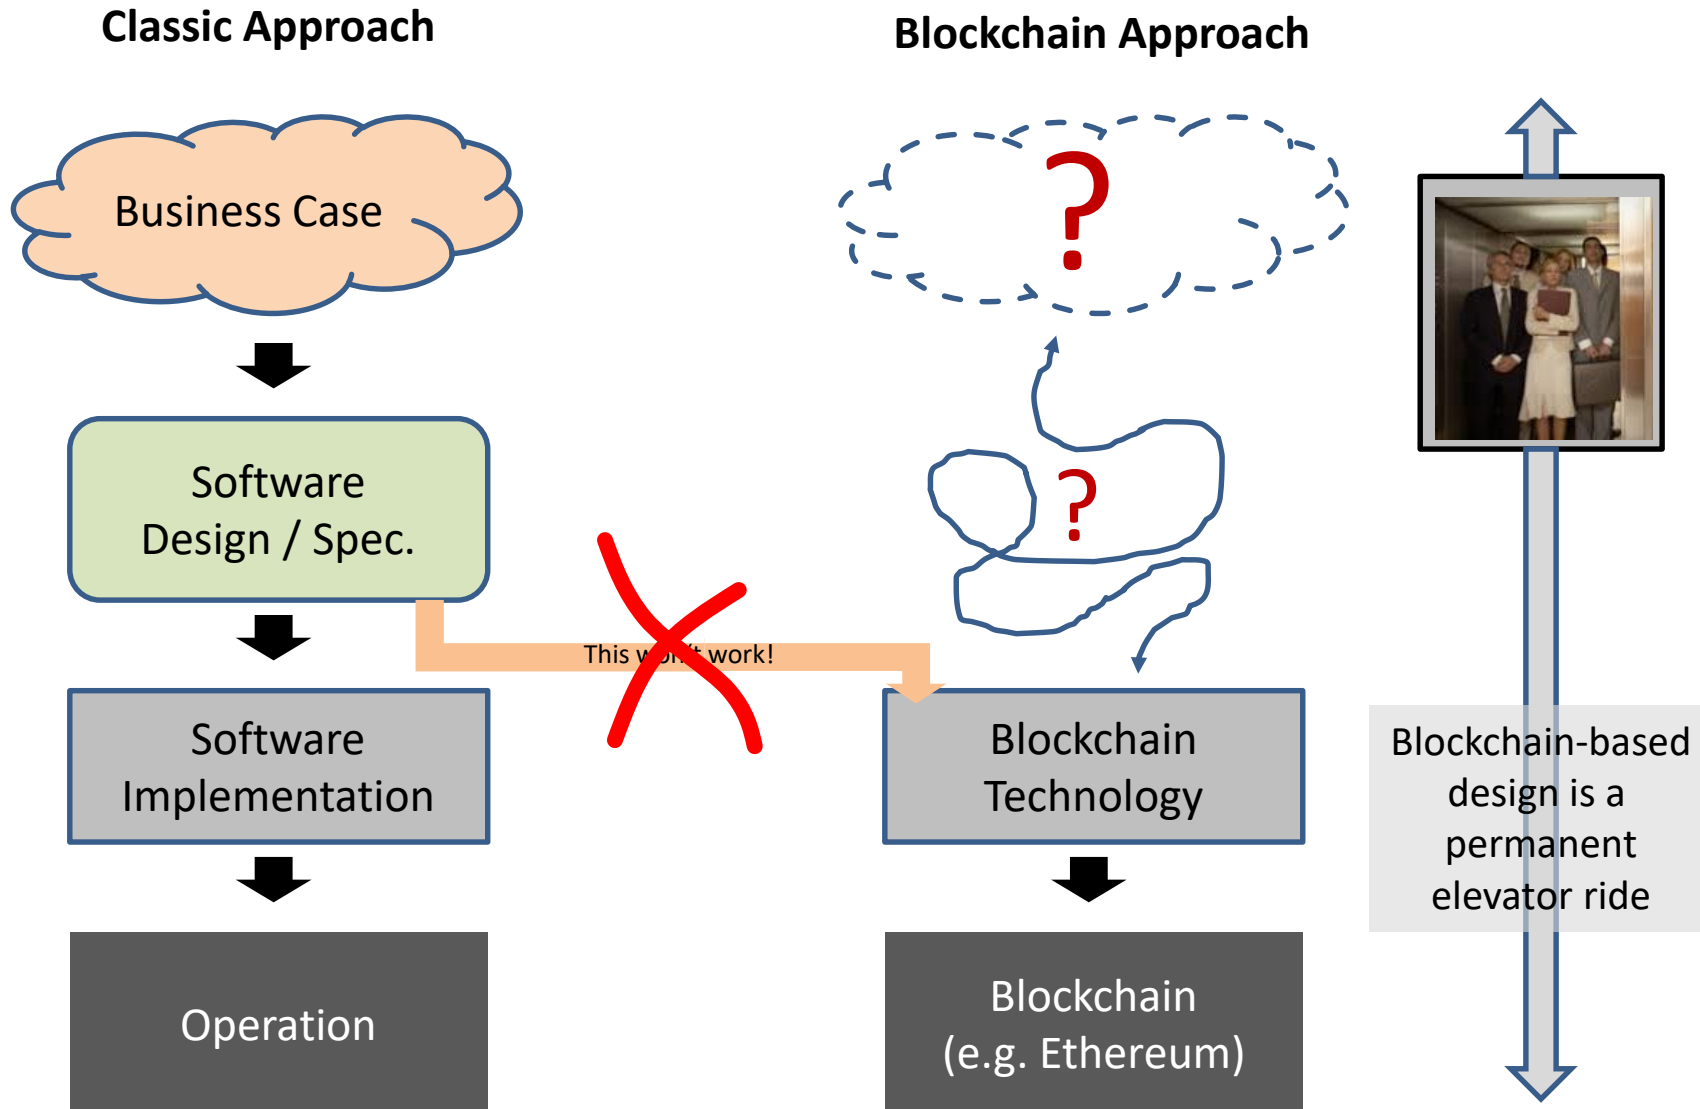 Classic Approach
Blockchain Approach
Business Case
?
Software
Design / Spec.
?
This won't work!
Software
Implementation
Blockchain
Technology
Blockchain-based
design is a
permanent
elevator ride
Operation
Blockchain
(e.g. Ethereum)